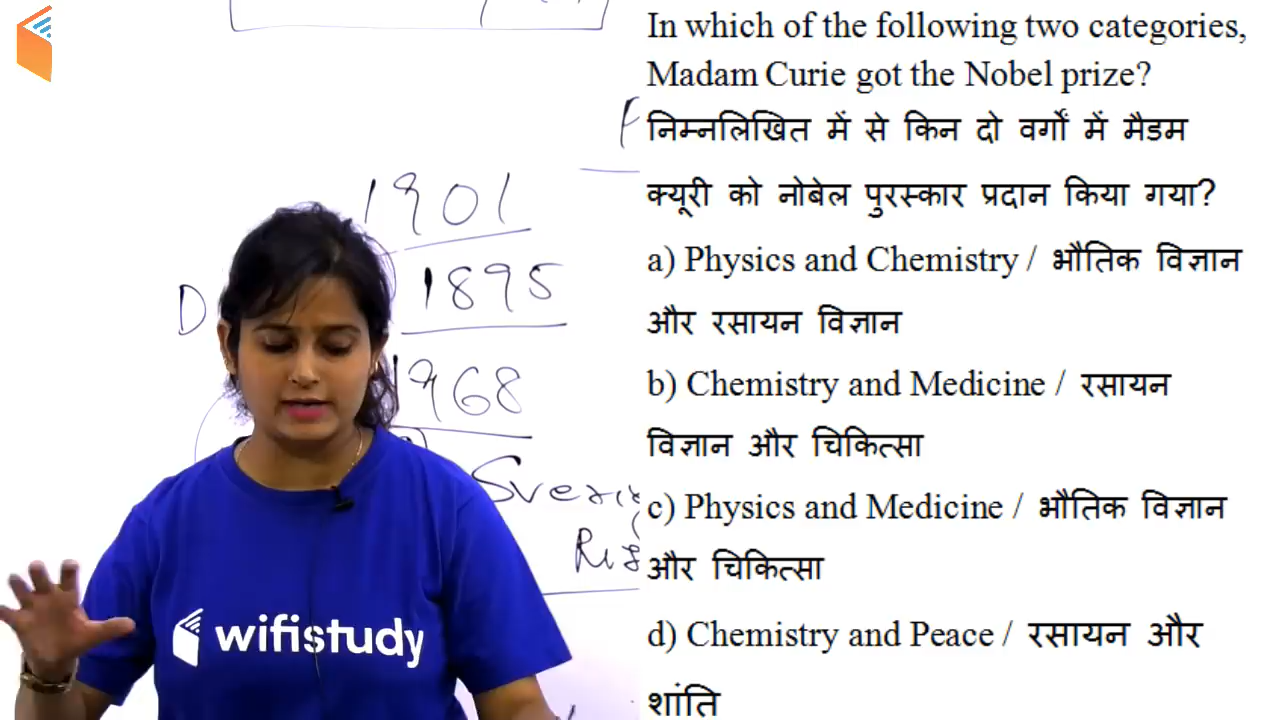 In which of the following two categories,
Madam Curie got the Nobel prize?
निम्नलिखित में से किन दो वर्गों में मैडम
क्यूरी को नोबेल पुरस्कार प्रदान किया गया?
a) Physics and Chemistry / भौतिक विज्ञान
और रसायन विज्ञान
b) Chemistry and Medicine / रसायन
विज्ञान और चिकित्सा
c) Physics and Medicine / भौतिक विज्ञान
और चिकित्सा
d) Chemistry and Peace / रसायन और
शांति
1901
D
1895
1968
wifistudy